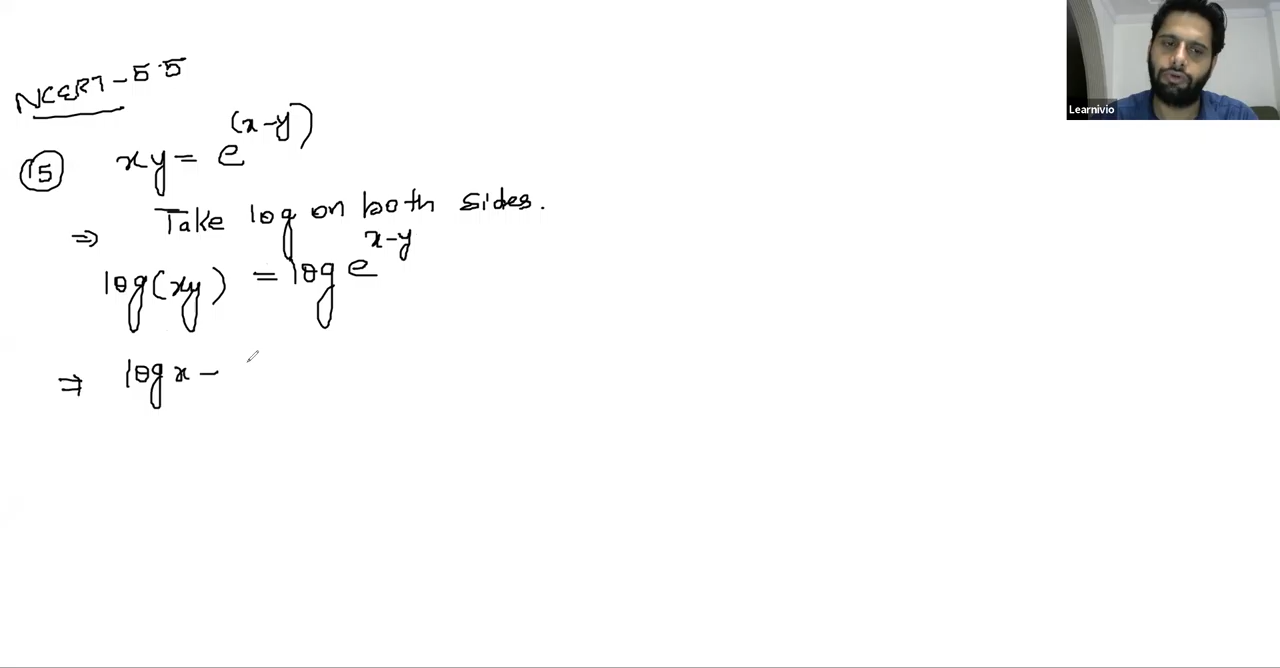 NCERT - 5.5
15 xy = e^(x-y)
⇒ Take log on both sides.
log(xy) = log e^x-y
⇒ log x -
Learnivio